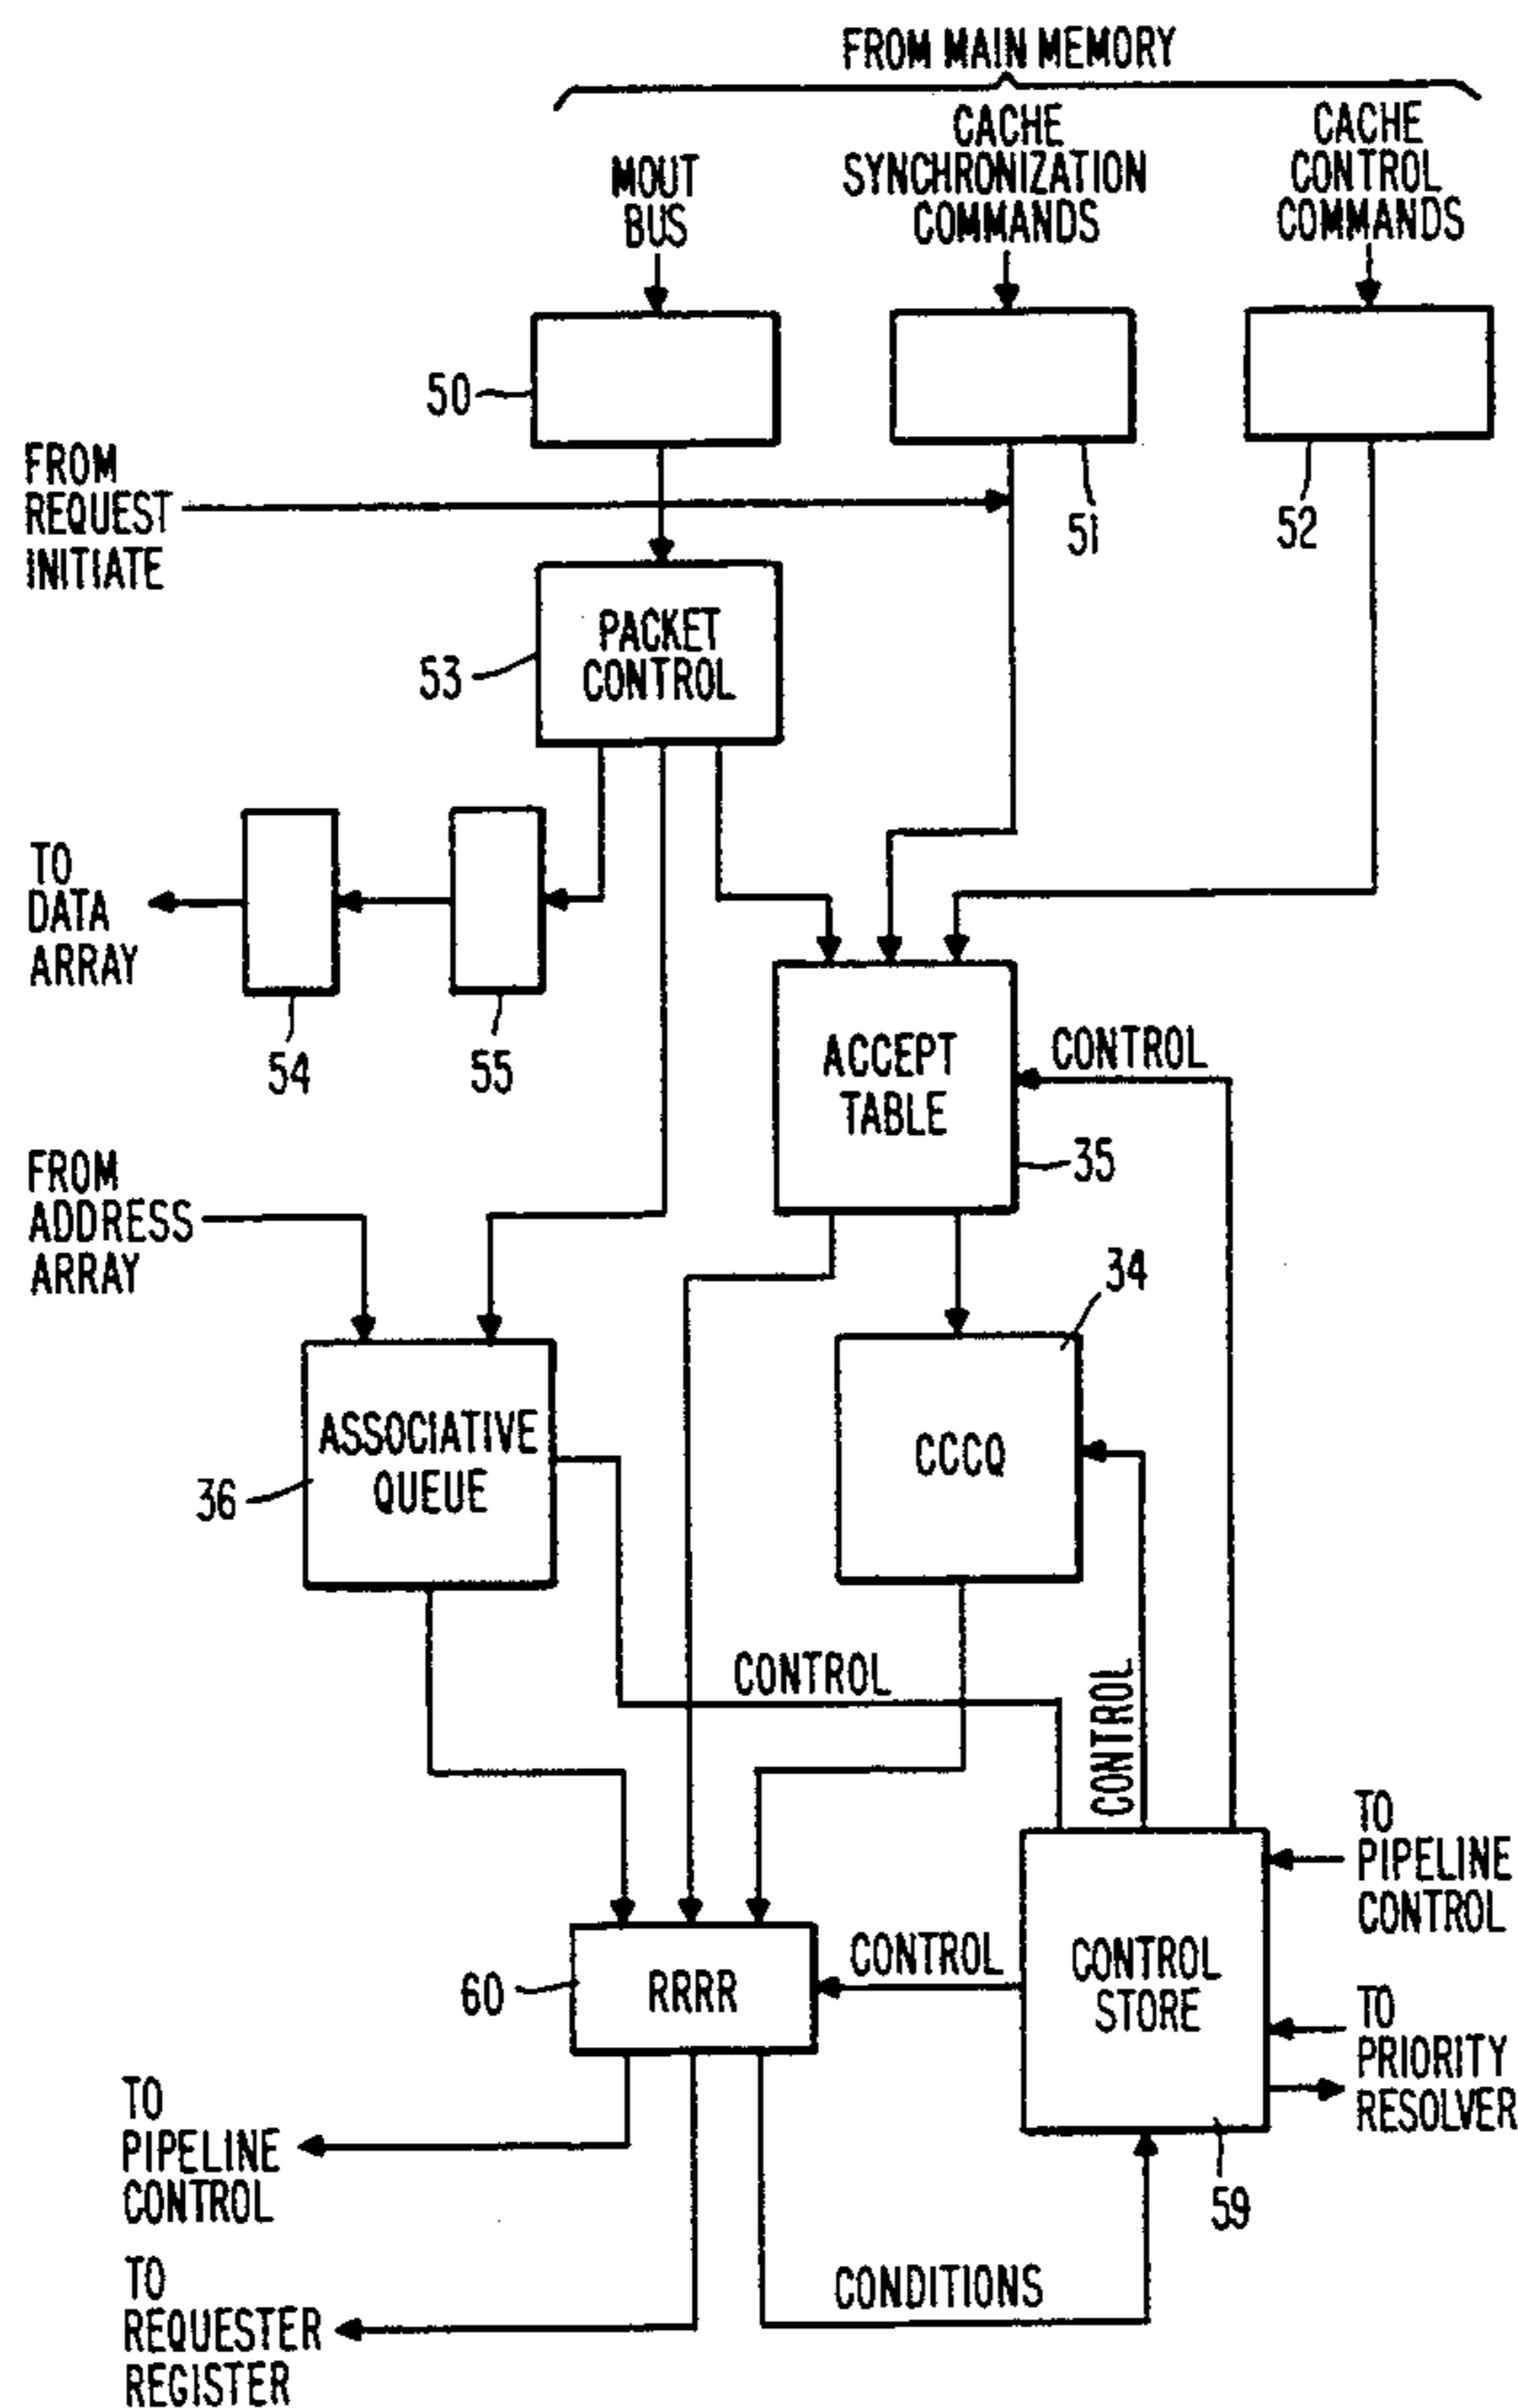 FROM MAIN MEMORY
MOUT
BUS
CACHE
SYNCHRONIZATION
COMMANDS
CACHE
CONTROL
COMMANDS
50
51
52
FROM
REQUEST
INITIATE
PACKET
CONTROL
53
TO
DATA
ARRAY
54
55
ACCEPT
TABLE
CONTROL
35
FROM
ADDRESS
ARRAY
34
ASSOCIATIVE
QUEUE
36
CCCQ
CONTROL
CONTROL
TO
PIPELINE
CONTROL
RRRR
60
CONTROL
CONTROL
STORE
TO
PRIORITY
RESOLVER
59
TO
PIPELINE
CONTROL
CONDITIONS
TO
REQUESTER
REGISTER